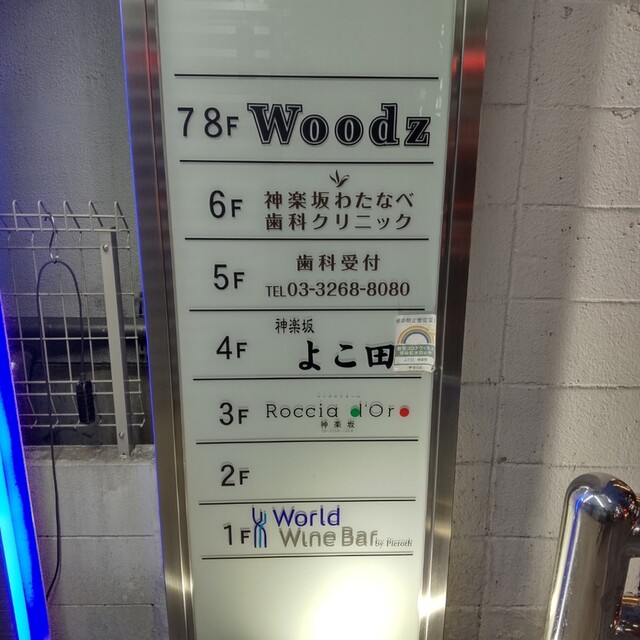 78F Woodz
6F 神楽坂わたなべ
歯科クリニック
5F 歯科受付
TEL 03-3268-8080
神楽坂
4F よこ田
3F Roccia d'Oro
神楽坂
2F
1F World
Wine Bar by Pieroth